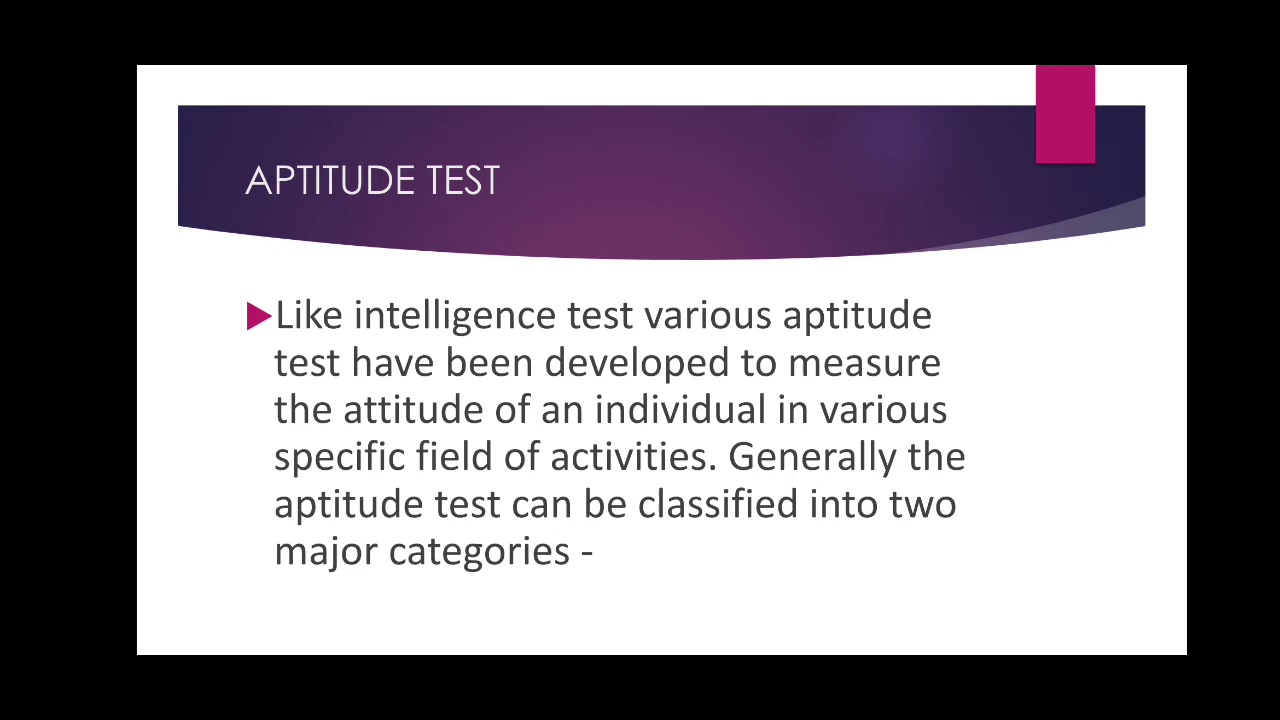 APTITUDE TEST
Like intelligence test various aptitude
test have been developed to measure
the attitude of an individual in various
specific field of activities. Generally the
aptitude test can be classified into two
major categories -